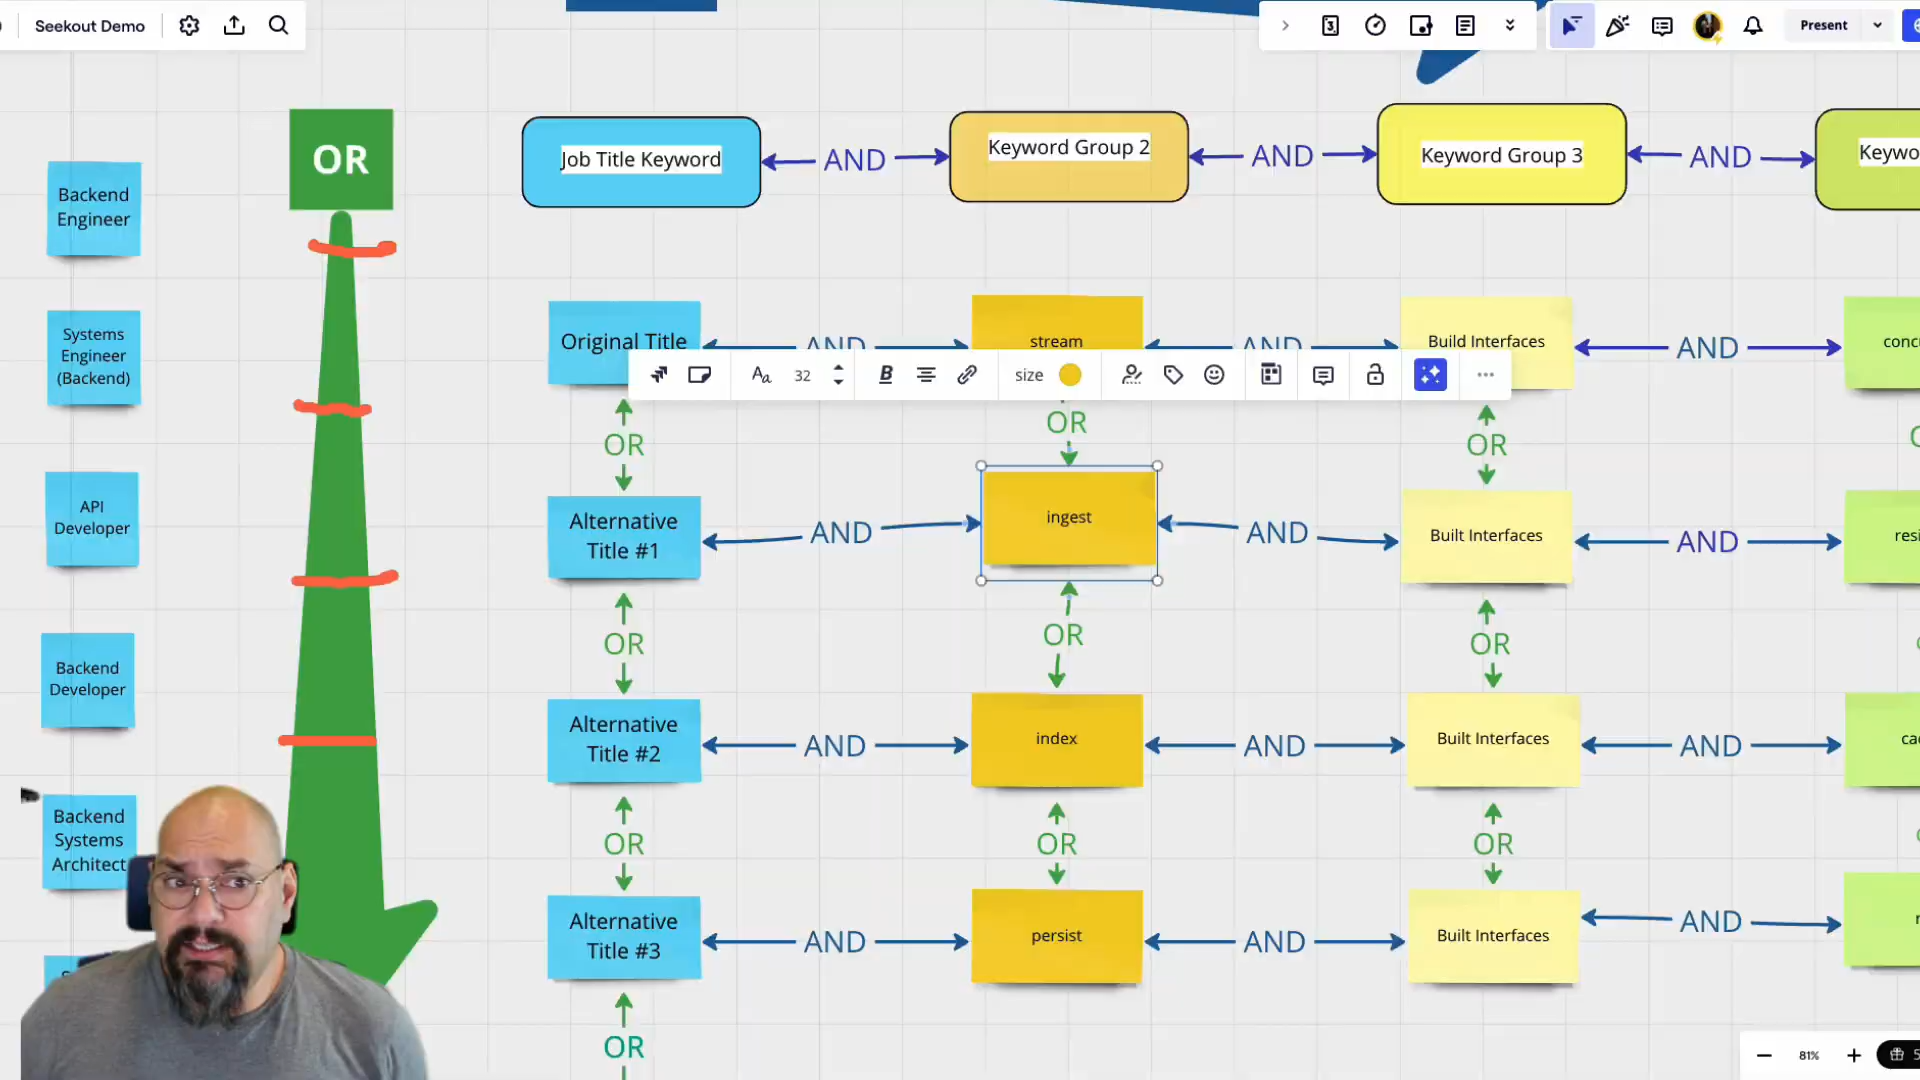 Seekout Demo
Present
OR
Job Title Keyword
AND
Keyword Group 2
AND
Keyword Group 3
AND
Backend
Engineer
Systems
Engineer
(Backend)
API
Developer
Backend
Developer
Backend
Systems
Architect
Original Title
AND
stream
AND
Build Interfaces
AND
Aa
32
B
size
OR
OR
OR
Alternative
Title #1
AND
ingest
AND
Built Interfaces
AND
OR
OR
OR
Alternative
Title #2
AND
index
AND
Built Interfaces
AND
OR
OR
OR
Alternative
Title #3
AND
persist
AND
Built Interfaces
AND
OR
81%